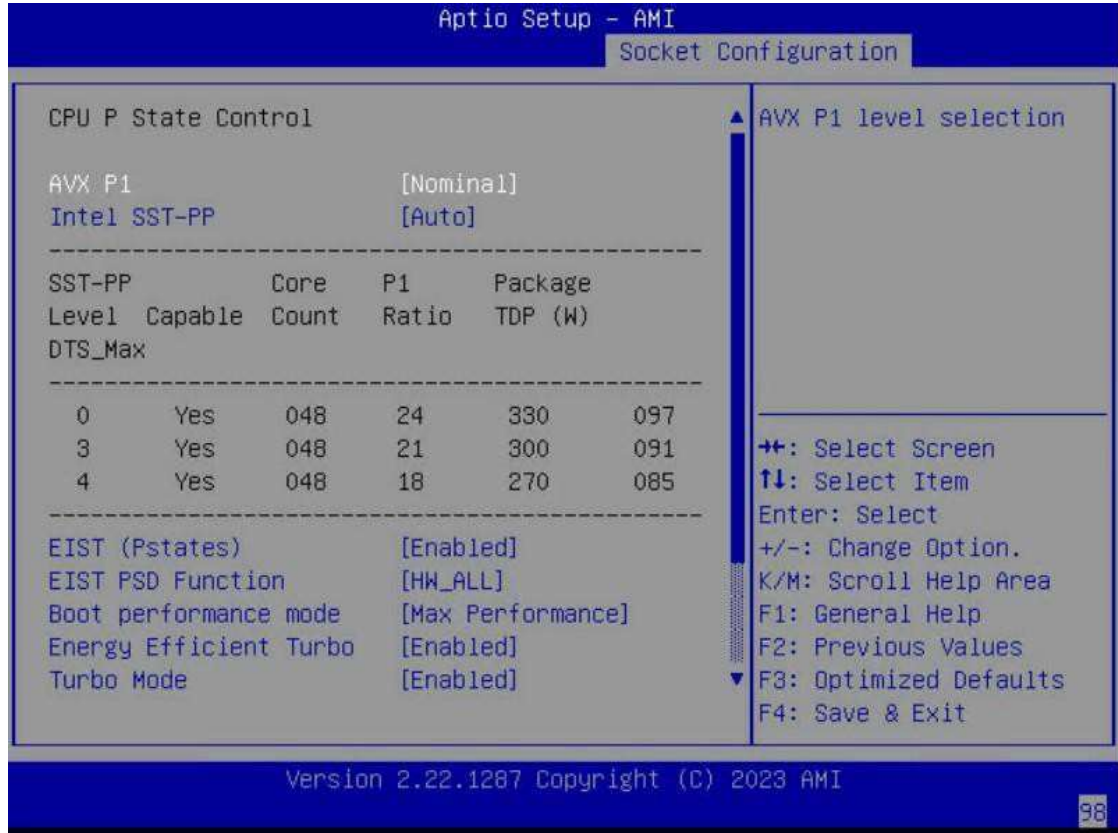 Aptio Setup – AMI
Socket Configuration
CPU P State Control
AVX P1 [Nominal]
Intel SST-PP [Auto]
--------------------------------------------------
SST-PP Core P1 Package
Level Capable Count Ratio TDP (W)
DTS_Max
--------------------------------------------------
0 Yes 048 24 330 097
3 Yes 048 21 300 091
4 Yes 048 18 270 085
--------------------------------------------------
EIST (Pstates) [Enabled]
EIST PSD Function [HW_ALL]
Boot performance mode [Max Performance]
Energy Efficient Turbo [Enabled]
Turbo Mode [Enabled]
AVX P1 level selection
→←: Select Screen
↑↓: Select Item
Enter: Select
+/-: Change Option.
K/M: Scroll Help Area
F1: General Help
F2: Previous Values
F3: Optimized Defaults
F4: Save & Exit
Version 2.22.1287 Copyright (C) 2023 AMI
98